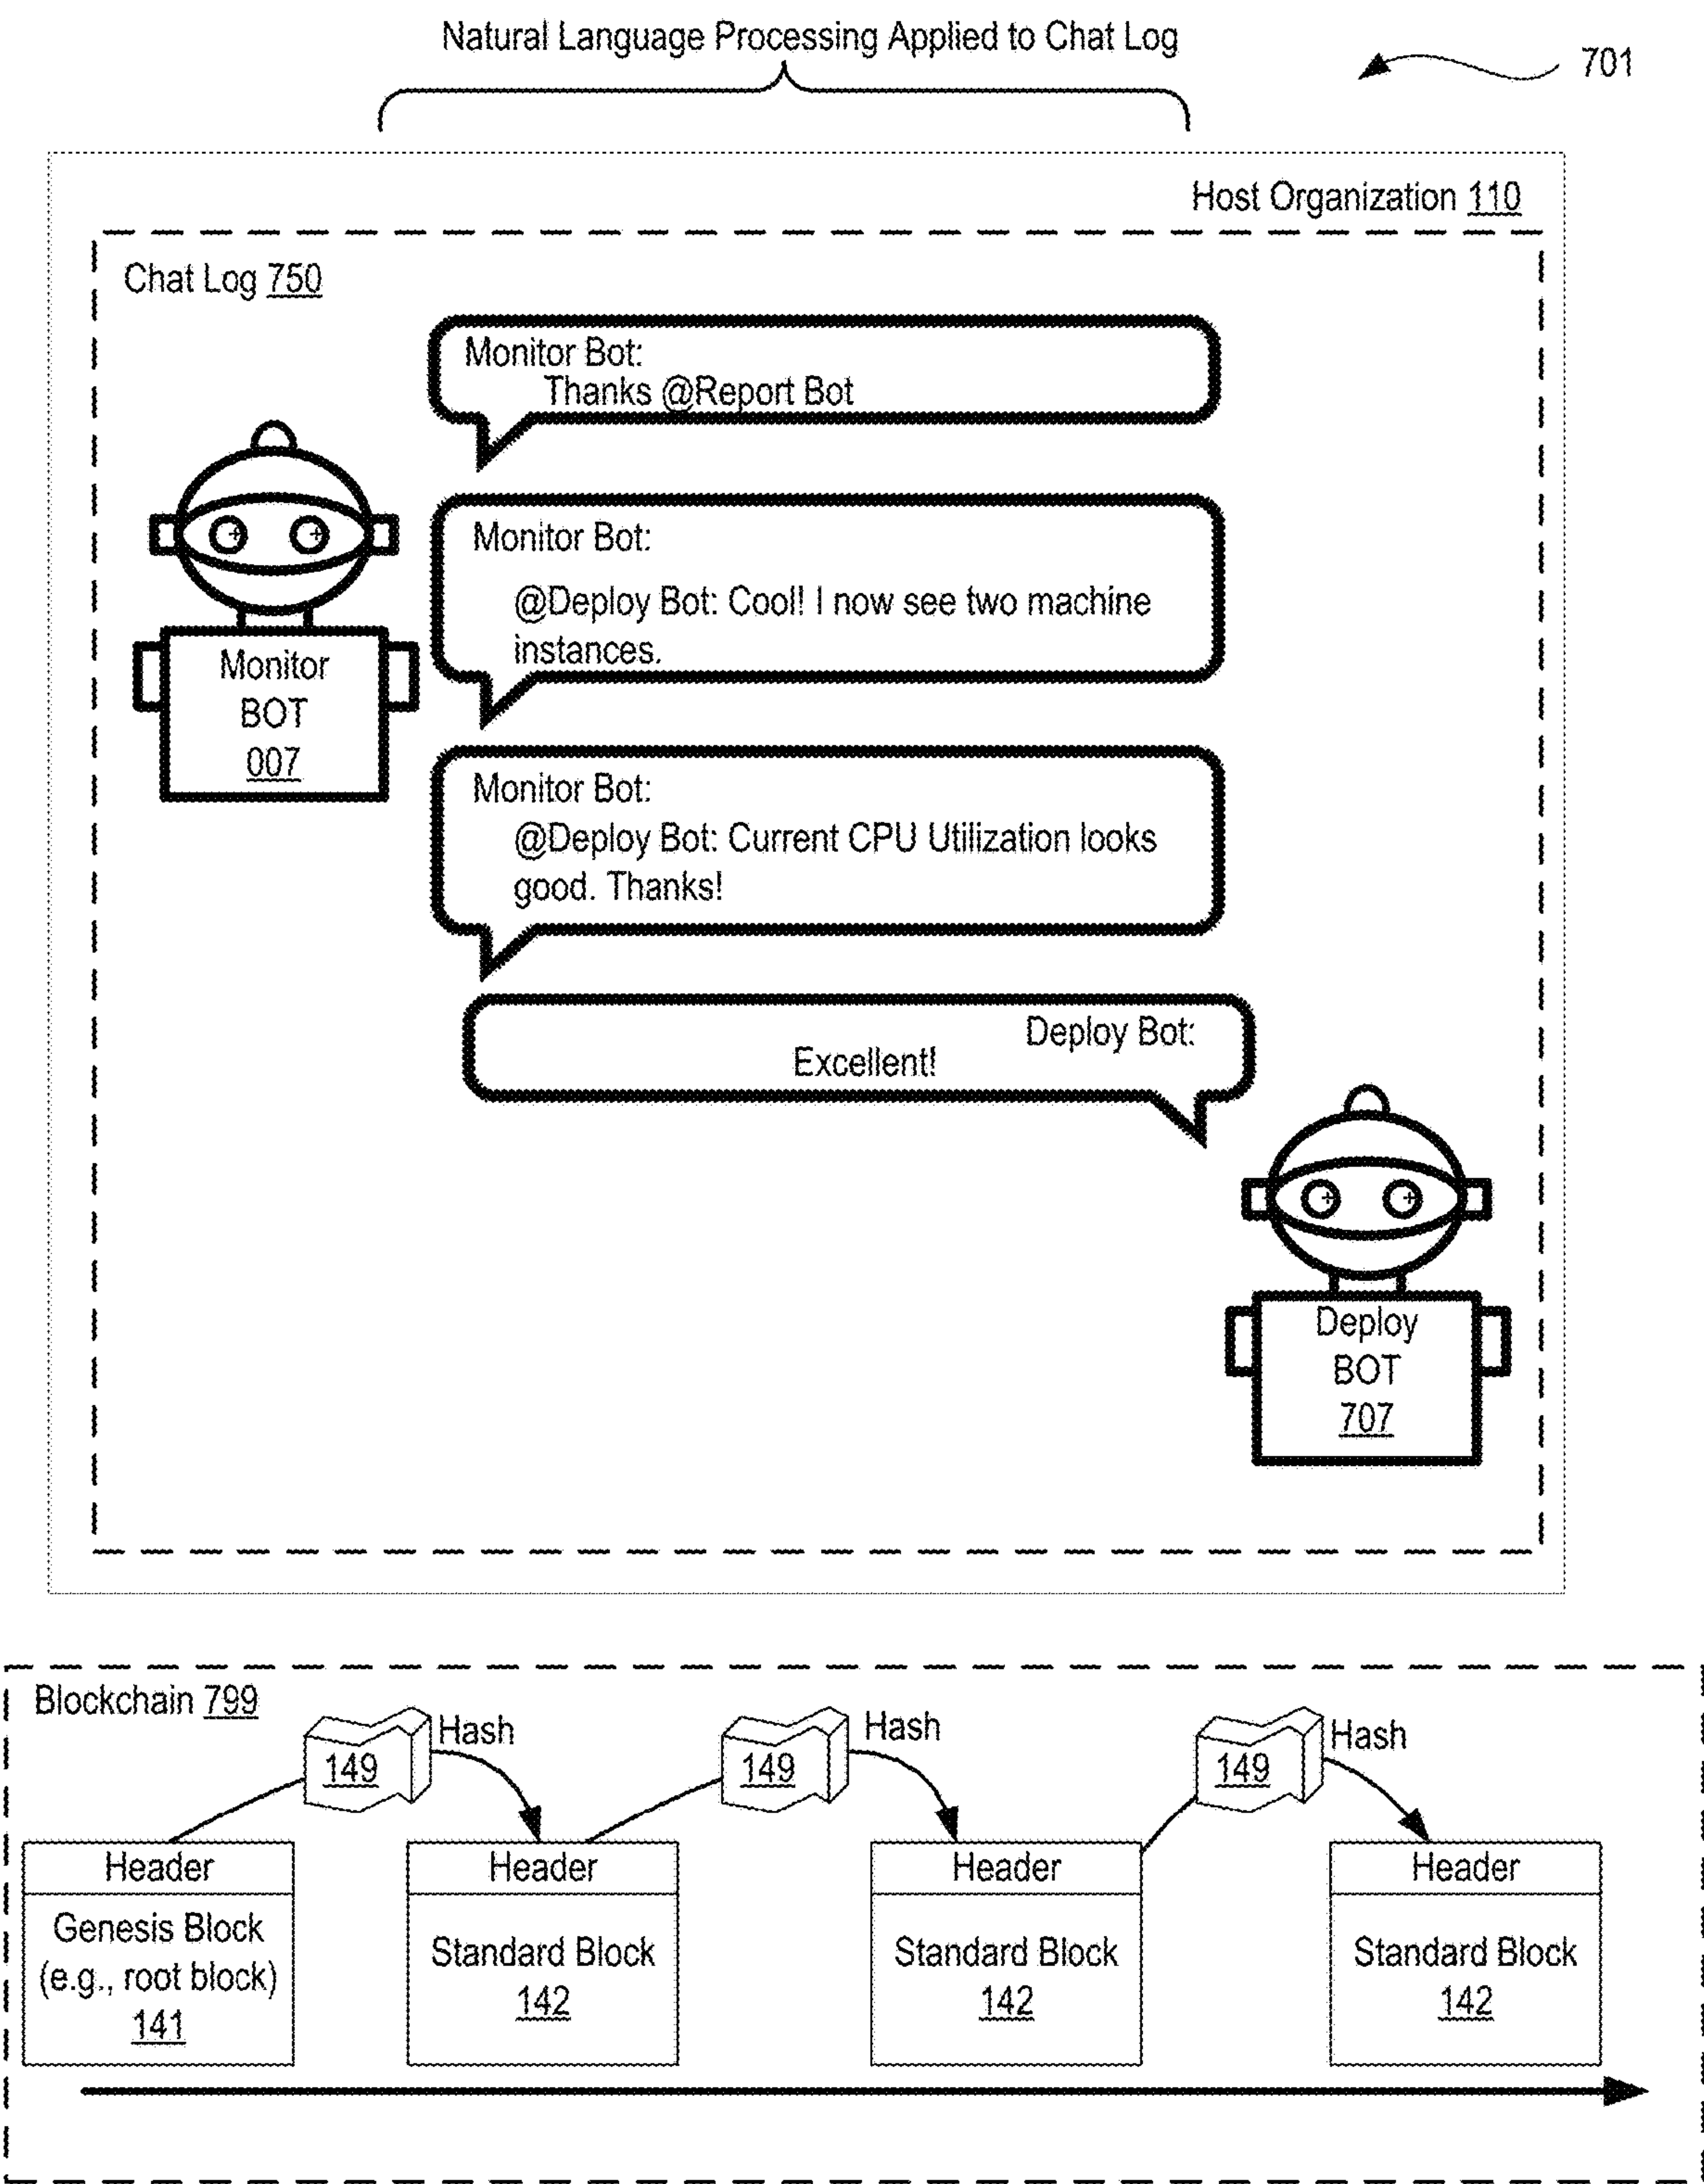 Natural Language Processing Applied to Chat Log
701
Host Organization 110
Chat Log 750
Monitor Bot:
Thanks @Report Bot
Monitor Bot:
@Deploy Bot: Cool! I now see two machine
instances.
Monitor
BOT
007
Monitor Bot:
@Deploy Bot: Current CPU Utilization looks
good. Thanks!
Deploy Bot:
Excellent!
Deploy
BOT
707
Blockchain 799
149
Hash
149
Hash
149
Hash
Header
Genesis Block
(e.g., root block)
141
Header
Standard Block
142
Header
Standard Block
142
Header
Standard Block
142